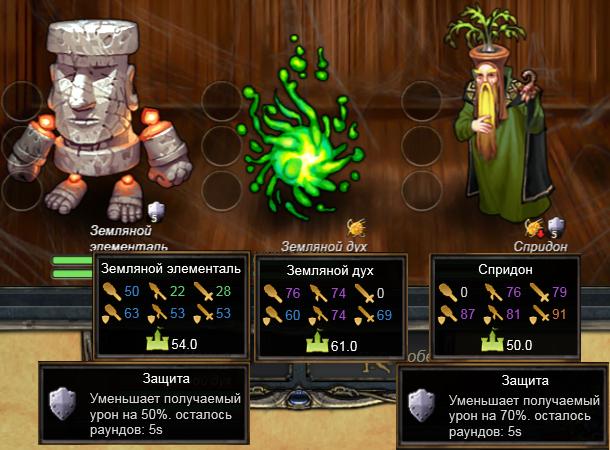 5
5
Земляной
элементаль
Земляной дух
Спридон
Земляной элементаль
50 22 28
63 53 53
54.0
Земляной дух
76 74 0
60 74 69
61.0
Спридон
0 76 79
87 81 91
50.0
Защита
Уменьшает получаемый
урон на 50%. осталось
раундов: 5s
Защита
Уменьшает получаемый
урон на 70%. осталось
раундов: 5s